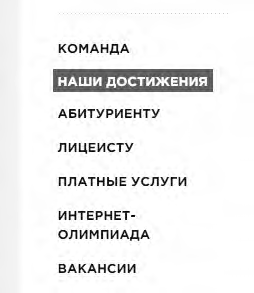 КОМАНДА
НАШИ ДОСТИЖЕНИЯ
АБИТУРИЕНТУ
ЛИЦЕИСТУ
ПЛАТНЫЕ УСЛУГИ
ИНТЕРНЕТ-
ОЛИМПИАДА
ВАКАНСИИ